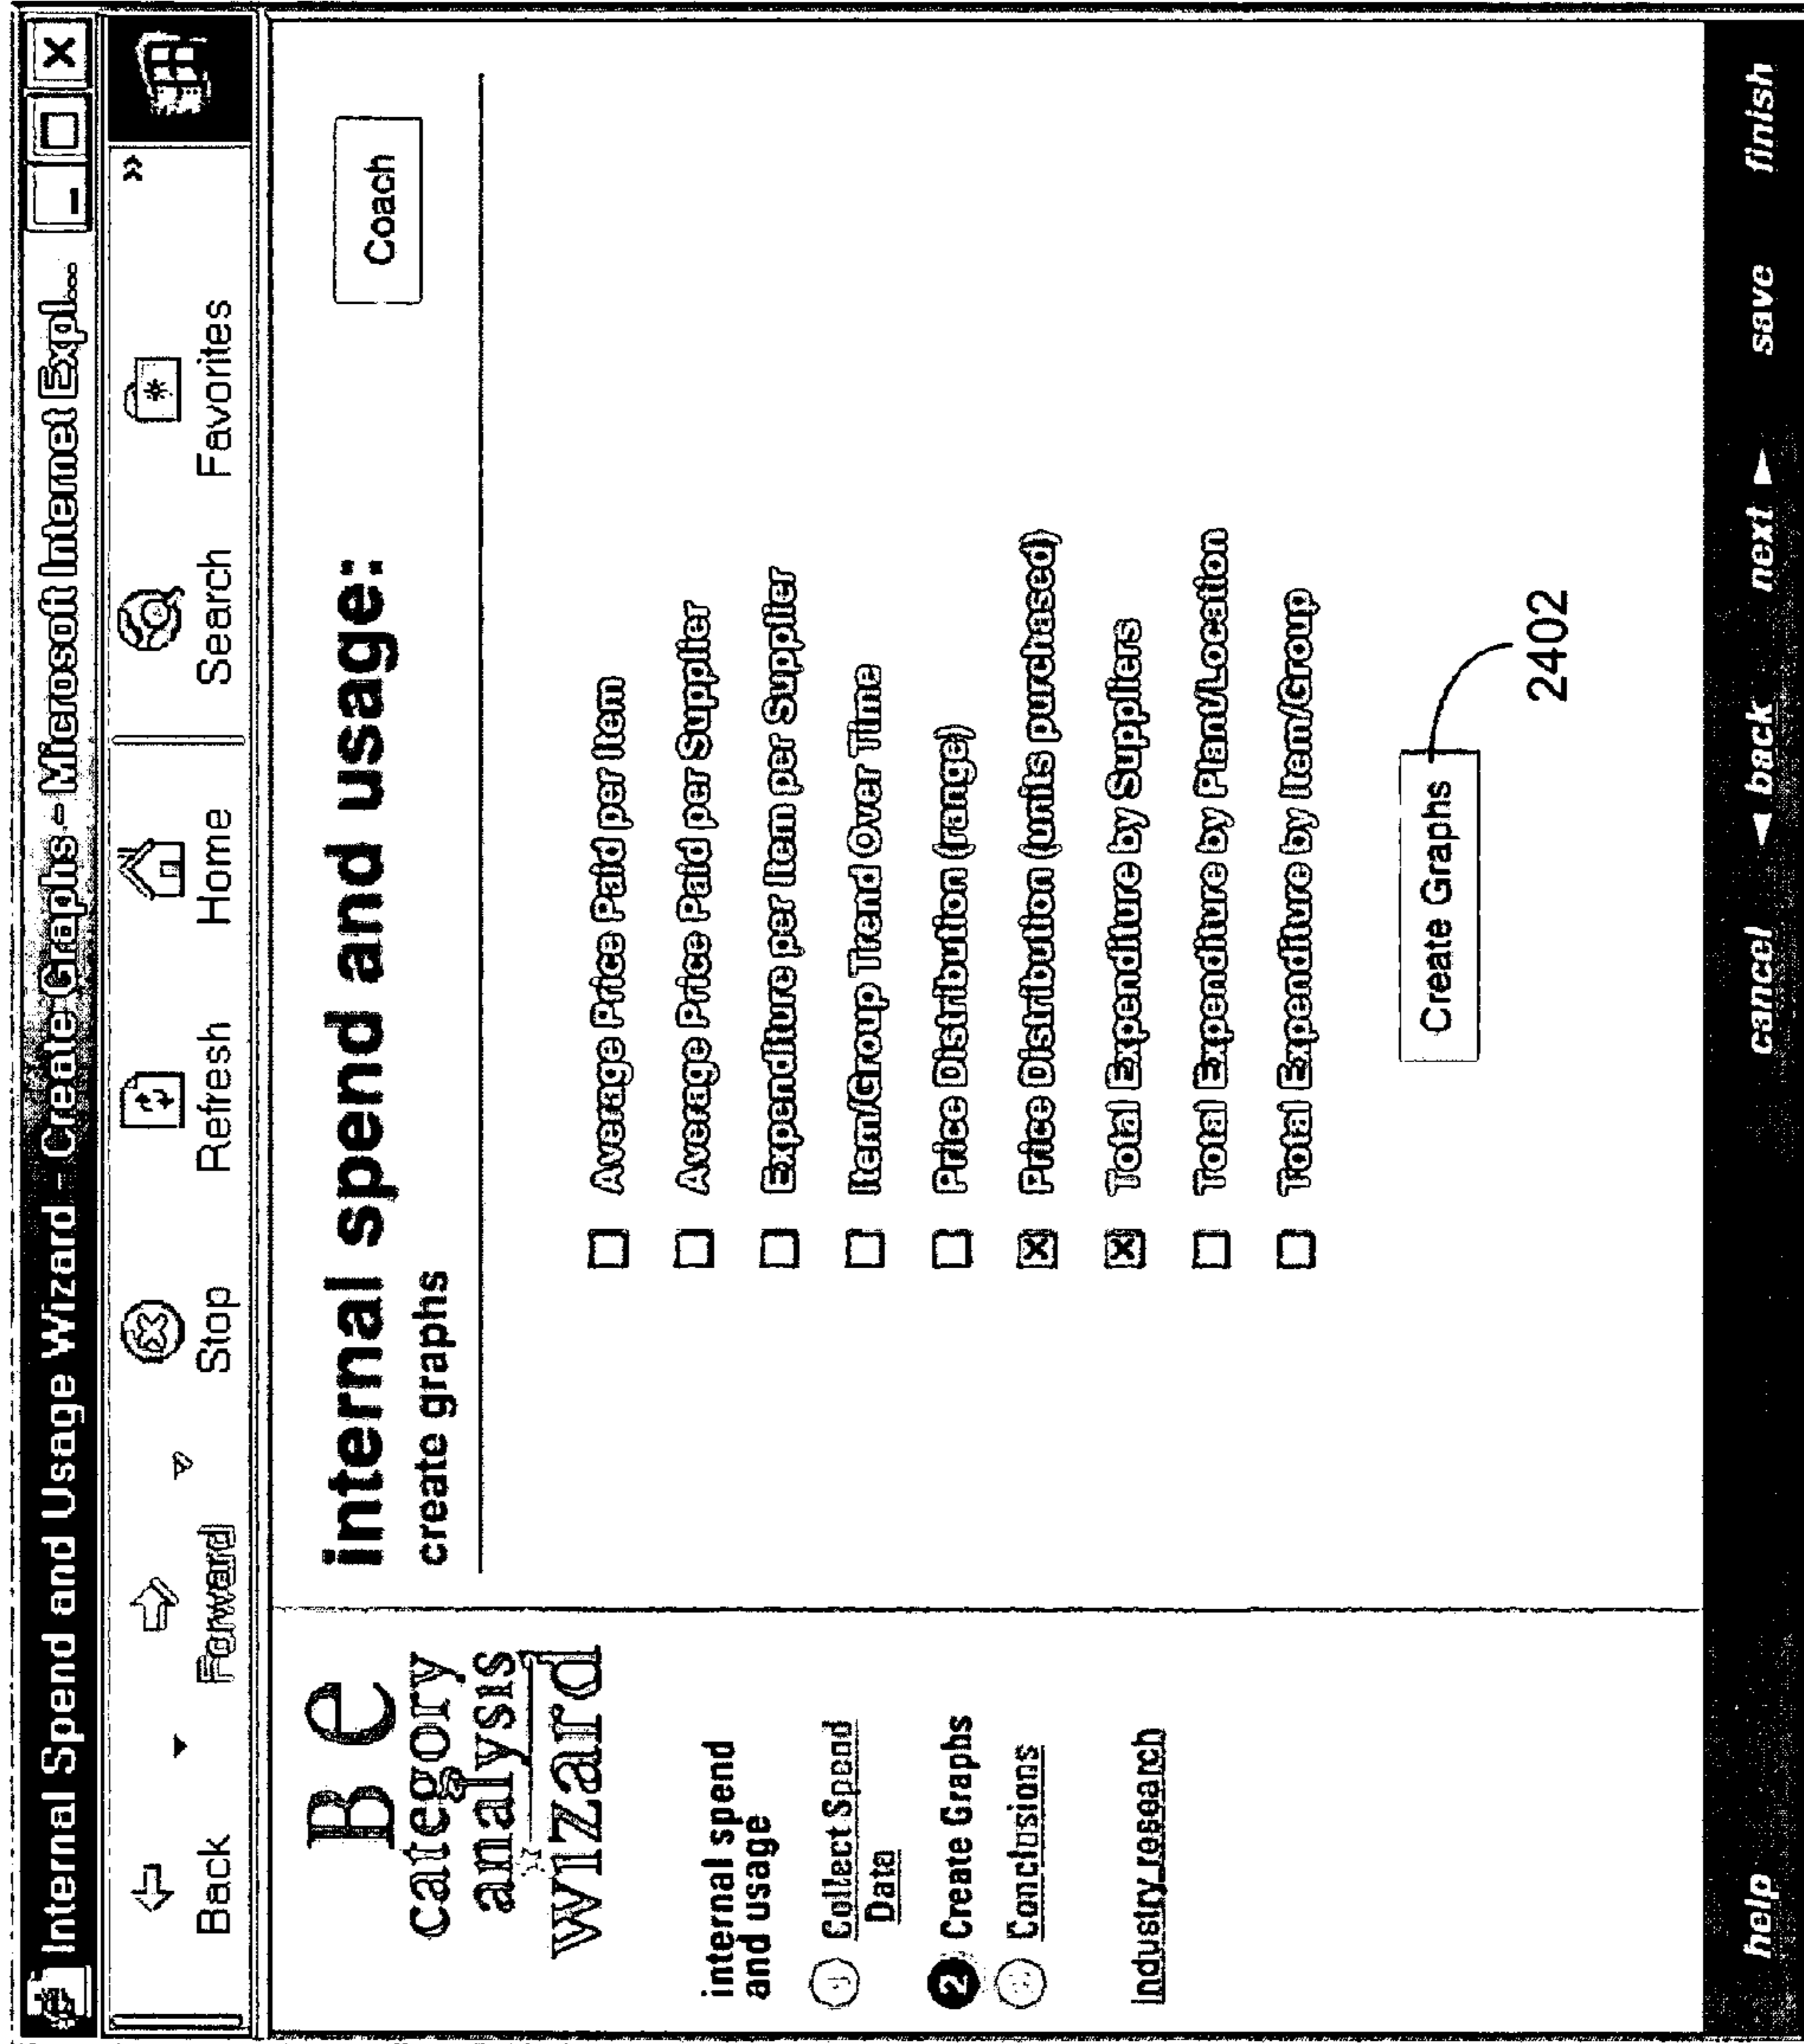 Internal Spend and Usage Wizard - Create Graphs - Microsoft Internet Expl...
Back
Forward
Stop
Refresh
Home
Search
Favorites
»
B e
category
analysis
wizard
internal spend
and usage
1 Collect Spend
Data
2 Create Graphs
3 Conclusions
industry research
internal spend and usage:
create graphs
Coach
Average Price Paid per Item
Average Price Paid per Supplier
Expenditure per Item per Supplier
Item/Group Trend Over Time
Price Distribution (range)
Price Distribution (units purchased)
Total Expenditure by Suppliers
Total Expenditure by Plant/Location
Total Expenditure by Item/Group
Create Graphs
2402
help
cancel
back
next
save
finish